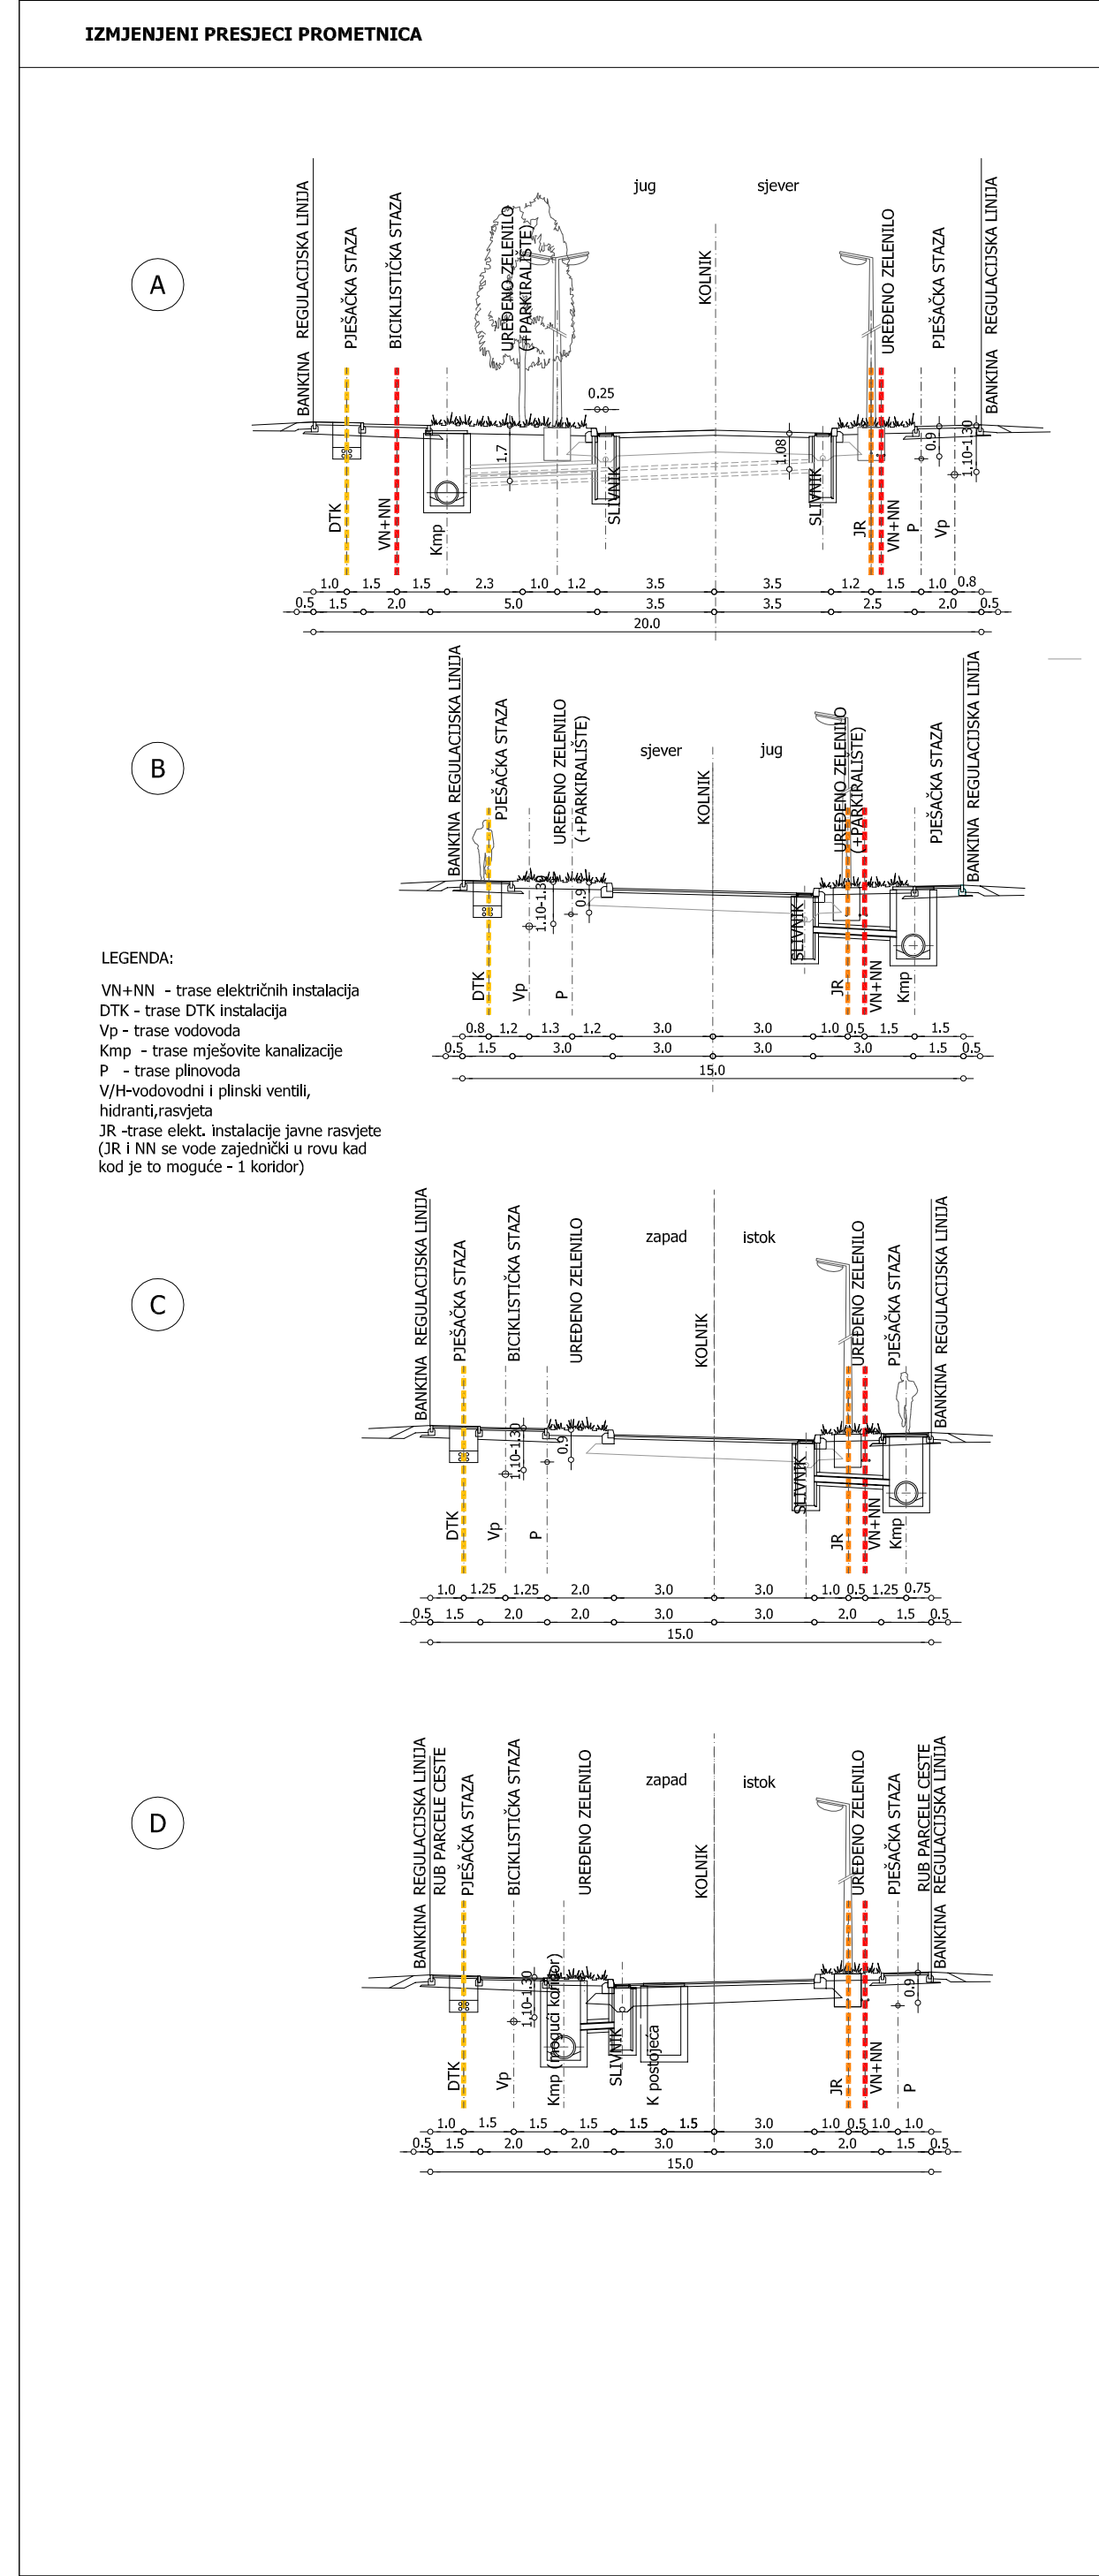 IZMJENJENI PRESJECI PROMETNICA
A
jug
sjever
BANKINA REGULACIJSKA LINIJA
PJEŠAČKA STAZA
BICIKLISTIČKA STAZA
UREĐENO ZELENILO
(+PARKIRALIŠTE)
KOLNIK
UREĐENO ZELENILO
PJEŠAČKA STAZA
BANKINA REGULACIJSKA LINIJA
0.25
1.7
1.08
0.9
1.10-1.30
DTK
VN+NN
Kmp
SLIVNIK
SLIVNIK
JR
VN+NN
P
Vp
1.0 1.5 1.5 2.3 1.0 1.2 3.5 3.5 1.2 1.5 1.0 0.8
0.5 1.5 2.0 5.0 3.5 3.5 2.5 2.0 0.5
20.0
B
sjever
jug
BANKINA REGULACIJSKA LINIJA
PJEŠAČKA STAZA
UREĐENO ZELENILO
(+PARKIRALIŠTE)
KOLNIK
UREĐENO ZELENILO
(+PARKIRALIŠTE)
PJEŠAČKA STAZA
BANKINA REGULACIJSKA LINIJA
1.10-1.30
0.9
DTK
Vp
P
SLIVNIK
JR
VN+NN
Kmp
0.8 1.2 1.3 1.2 3.0 3.0 1.0 0.5 1.5 1.5
0.5 1.5 3.0 3.0 3.0 3.0 1.5 0.5
15.0
LEGENDA:
VN+NN - trase električnih instalacija
DTK - trase DTK instalacija
Vp - trase vodovoda
Kmp - trase mješovite kanalizacije
P - trase plinovoda
V/H-vodovodni i plinski ventili,
hidranti,rasvjeta
JR -trase elekt. instalacije javne rasvjete
(JR i NN se vode zajednički u rovu kad
kod je to moguće - 1 koridor)
C
zapad
istok
BANKINA REGULACIJSKA LINIJA
PJEŠAČKA STAZA
BICIKLISTIČKA STAZA
UREĐENO ZELENILO
KOLNIK
UREĐENO ZELENILO
PJEŠAČKA STAZA
BANKINA REGULACIJSKA LINIJA
1.10-1.30
0.9
DTK
Vp
P
SLIVNIK
JR
VN+NN
Kmp
1.0 1.25 1.25 2.0 3.0 3.0 1.0 0.5 1.25 0.75
0.5 1.5 2.0 2.0 3.0 3.0 2.0 1.5 0.5
15.0
D
zapad
istok
BANKINA REGULACIJSKA LINIJA
RUB PARCELE CESTE
PJEŠAČKA STAZA
BICIKLISTIČKA STAZA
UREĐENO ZELENILO
KOLNIK
UREĐENO ZELENILO
PJEŠAČKA STAZA
RUB PARCELE CESTE
BANKINA REGULACIJSKA LINIJA
1.10-1.30
0.9
DTK
Vp
Kmp (mogući koridor)
SLIVNIK
K postojeća
JR
VN+NN
P
1.0 1.5 1.5 1.5 1.5 1.5 3.0 1.0 0.5 1.0 1.0
0.5 1.5 2.0 2.0 3.0 3.0 2.0 1.5 0.5
15.0